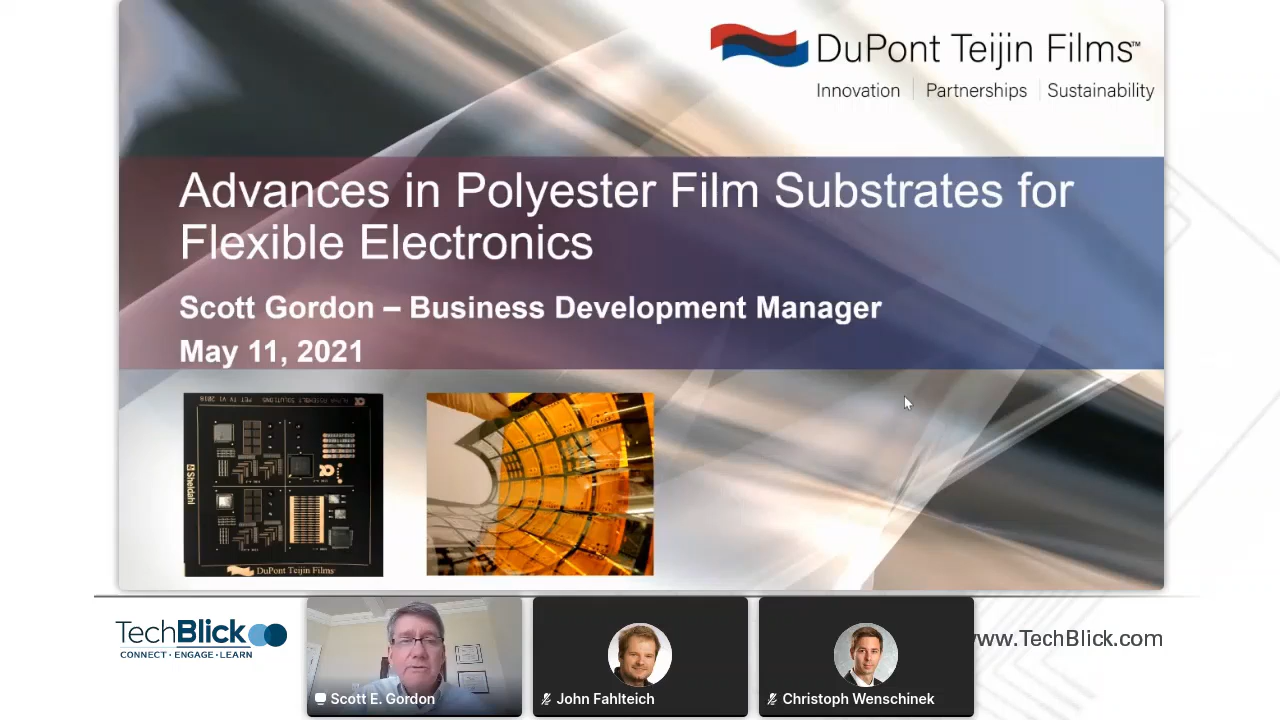 DuPont Teijin Films™
Innovation | Partnerships | Sustainability
Advances in Polyester Film Substrates for
Flexible Electronics
Scott Gordon – Business Development Manager
May 11, 2021
Sheldahl
DuPont Teijin Films
TechBlick
CONNECT · ENGAGE · LEARN
Scott E. Gordon
John Fahlteich
Christoph Wenschinek
www.TechBlick.com